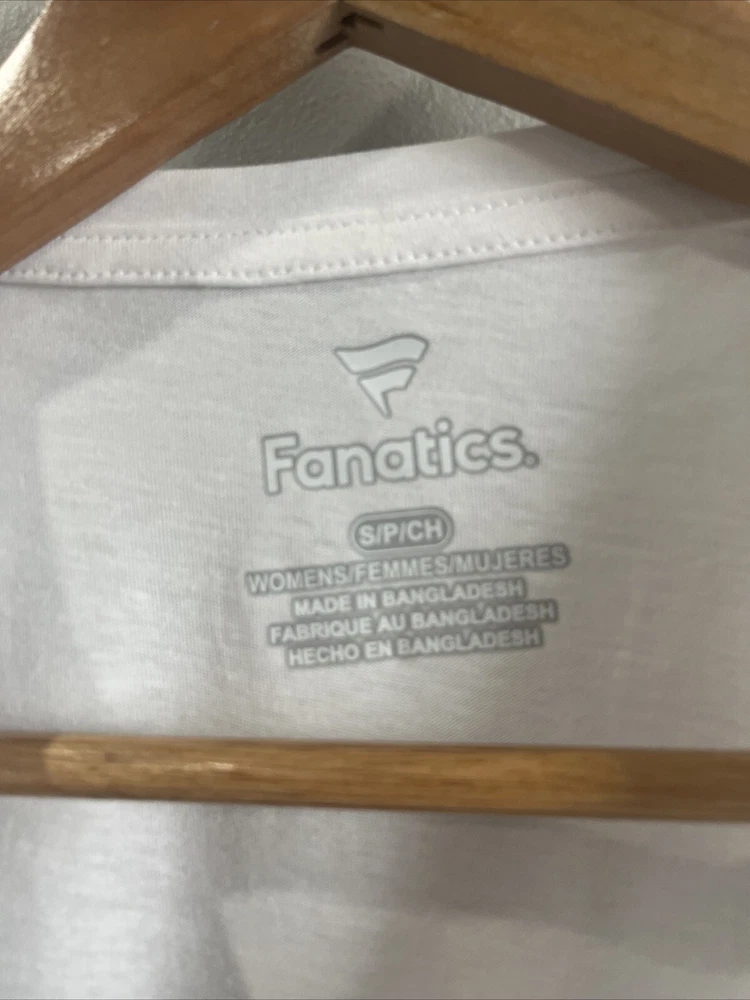 Fanatics.
S/P/CH
WOMENS/FEMMES/MUJERES
MADE IN BANGLADESH
FABRIQUE AU BANGLADESH
HECHO EN BANGLADESH